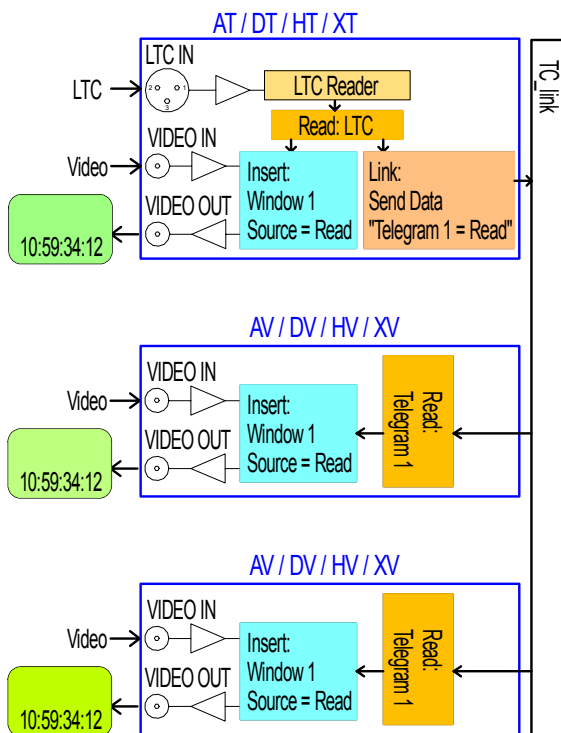 AT / DT / HT / XT
LTC IN
LTC
2
1
3
LTC Reader
Read: LTC
TC_link
VIDEO IN
Video
Insert:
Window 1
Source = Read
Link:
Send Data
"Telegram 1 = Read"
VIDEO OUT
10:59:34:12
AV / DV / HV / XV
VIDEO IN
Video
Insert:
Window 1
Source = Read
Read:
Telegram 1
VIDEO OUT
10:59:34:12
AV / DV / HV / XV
VIDEO IN
Video
Insert:
Window 1
Source = Read
Read:
Telegram 1
VIDEO OUT
10:59:34:12